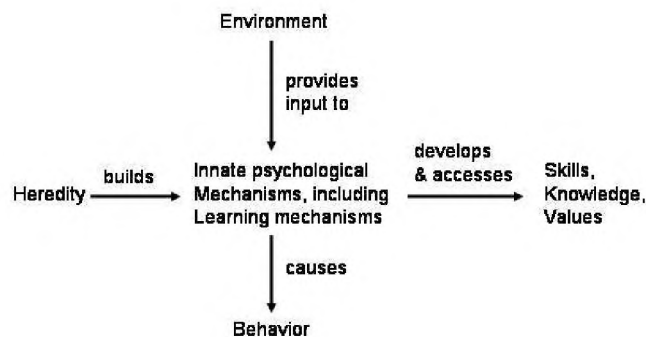 Environment
provides
input to
Heredity
builds
Innate psychological
Mechanisms, including
Learning mechanisms
develops
& accesses
Skills,
Knowledge,
Values
causes
Behavior